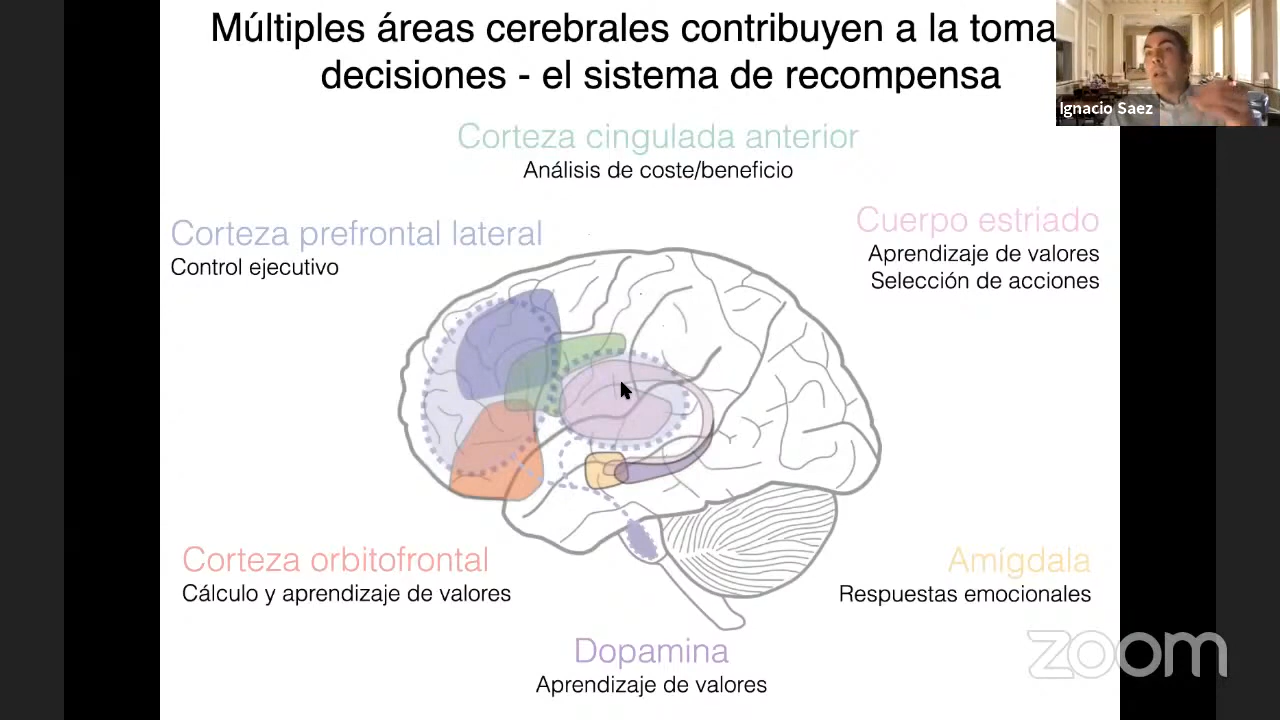 Múltiples áreas cerebrales contribuyen a la toma
decisiones - el sistema de recompensa
Ignacio Saez
Corteza cingulada anterior
Análisis de coste/beneficio
Corteza prefrontal lateral
Control ejecutivo
Cuerpo estriado
Aprendizaje de valores
Selección de acciones
Corteza orbitofrontal
Cálculo y aprendizaje de valores
Amígdala
Respuestas emocionales
Dopamina
Aprendizaje de valores
zoom